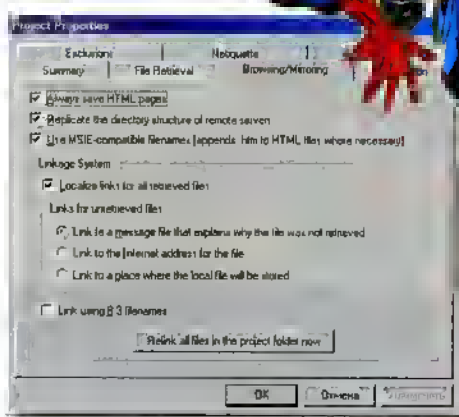 Project Properties
Exclusions Netiquette
Summary File Retrieval Browsing/Mirroring
Always save HTML pages
Replicate the directory structure of remote servers
Use MSIE-compatible filenames (appends .htm to HTML files where necessary)
Linkage System
Localize links for all retrieved files
Links for unretrieved files
Link to a message file that explains why the file was not retrieved
Link to the Internet address for the file
Link to a place where the local file will be stored
Link using 8.3 filenames
Relink all files in the project folder now
OK Отмена